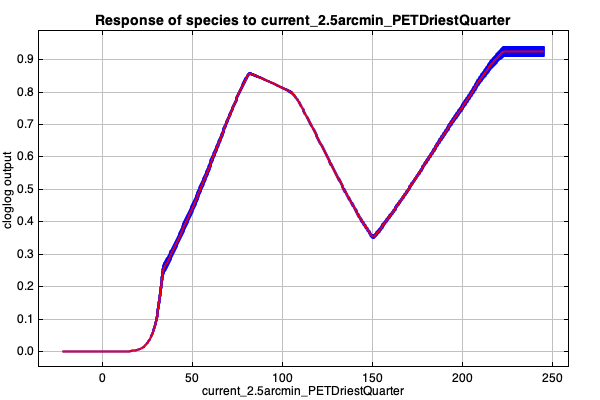 Response of species to current_2.5arcmin_PETDriestQuarter
cloglog output
0.9
0.8
0.7
0.6
0.5
0.4
0.3
0.2
0.1
0.0
0 50 100 150 200 250
current_2.5arcmin_PETDriestQuarter